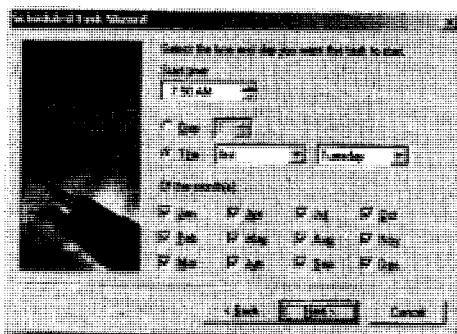 Scheduled Task Wizard
Select the time and day you want the task to start.
Start time:
7:50 AM
Day
The Tuesday
Of the month(s):
Jan Apr Jul Oct
Feb May Aug Nov
Mar Jun Sep Dec
< Back Next > Cancel